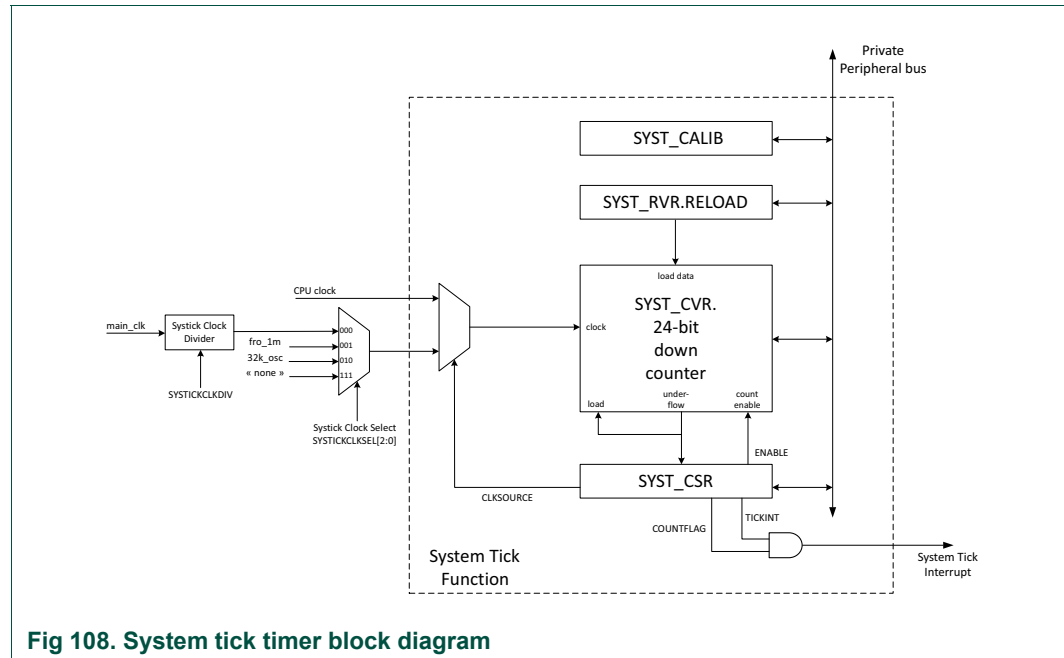 Private
Peripheral bus
SYST_CALIB
SYST_RVR.RELOAD
load data
CPU clock
SYST_CVR.
24-bit
down
counter
clock
main_clk
Systick Clock
Divider
000
fro_1m
001
32k_osc
010
« none »
111
SYSTICKCLKDIV
Systick Clock Select
SYSTICKCLKSEL[2:0]
load
under-
flow
count
enable
ENABLE
SYST_CSR
CLKSOURCE
COUNTFLAG
TICKINT
System Tick
Function
System Tick
Interrupt
Fig 108. System tick timer block diagram